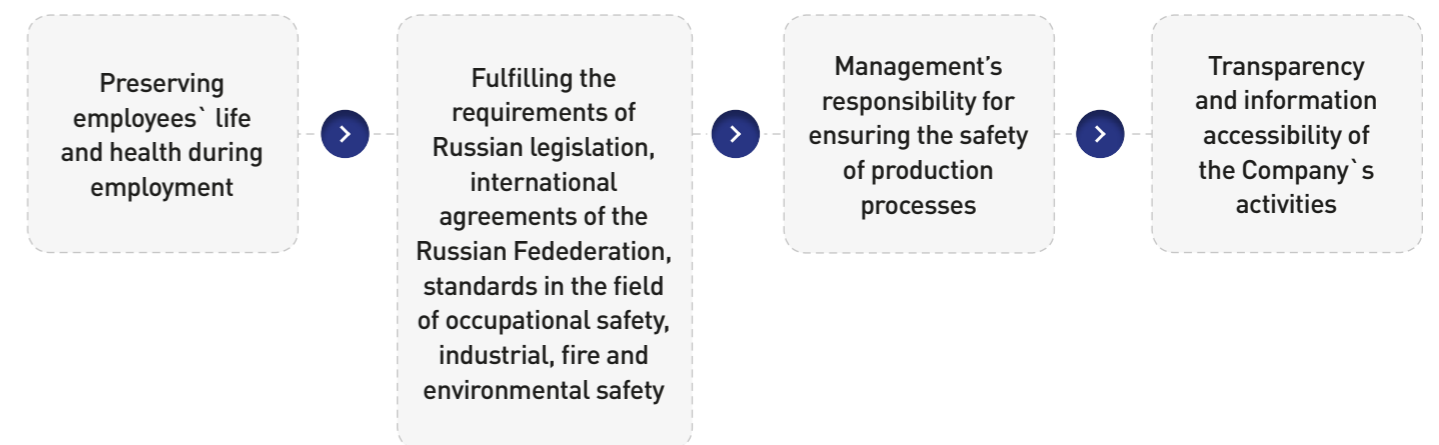 Preserving
employees` life
and health during
employment
Fulfilling the
requirements of
Russian legislation,
international
agreements of the
Russian Fedederation,
standards in the field
of occupational safety,
industrial, fire and
environmental safety
Management’s
responsibility for
ensuring the safety
of production
processes
Transparency
and information
accessibility of
the Company`s
activities